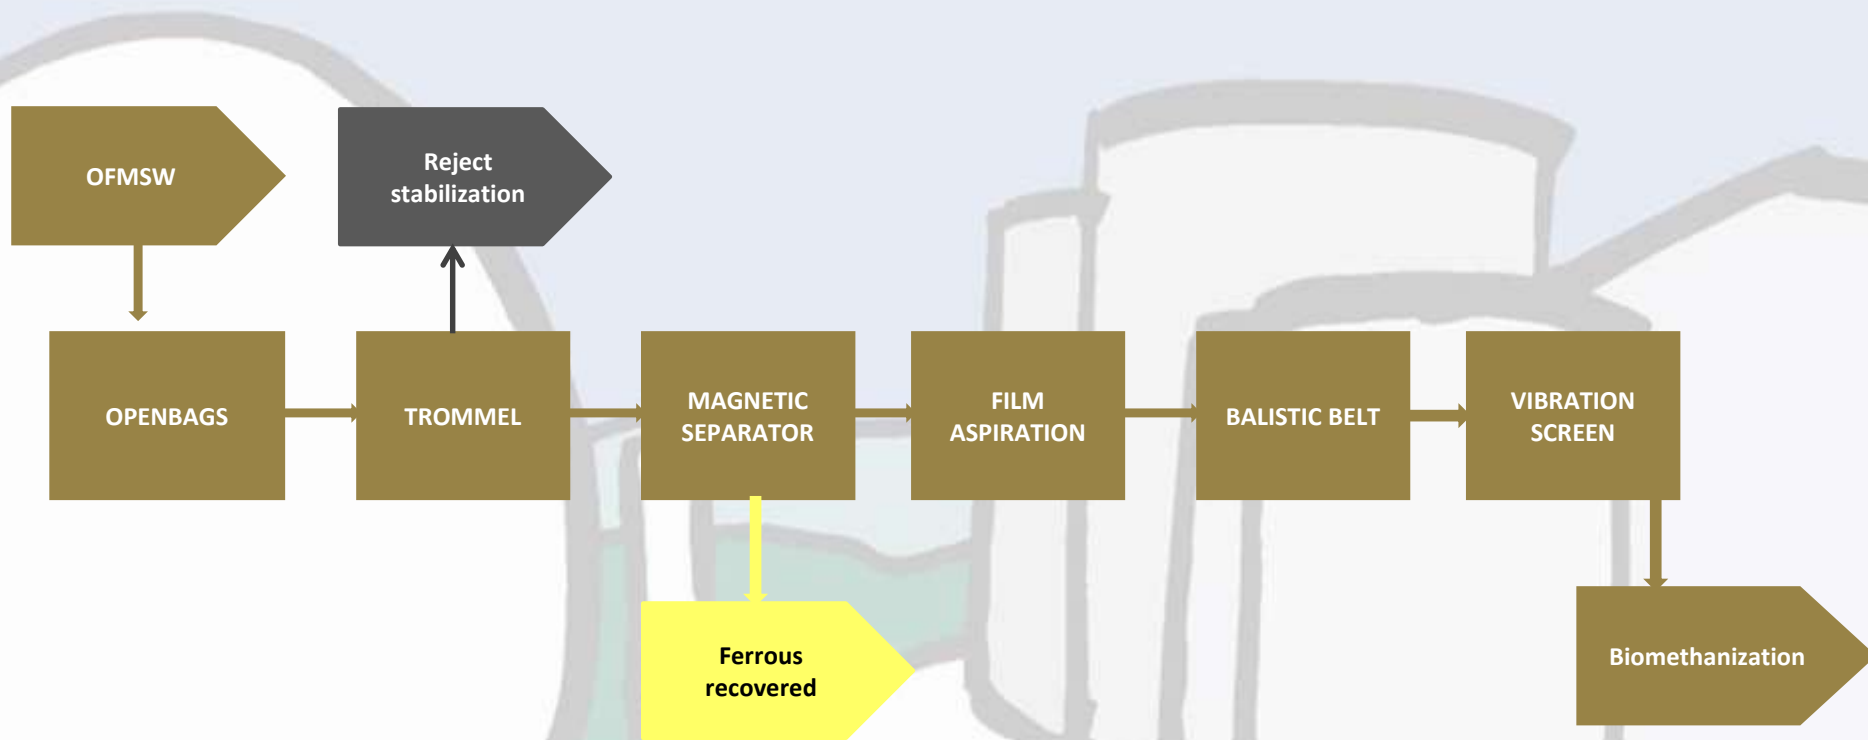 OFMSW
Reject
stabilization
OPENBAGS
TROMMEL
MAGNETIC
SEPARATOR
FILM
ASPIRATION
BALISTIC BELT
VIBRATION
SCREEN
Ferrous
recovered
Biomethanization